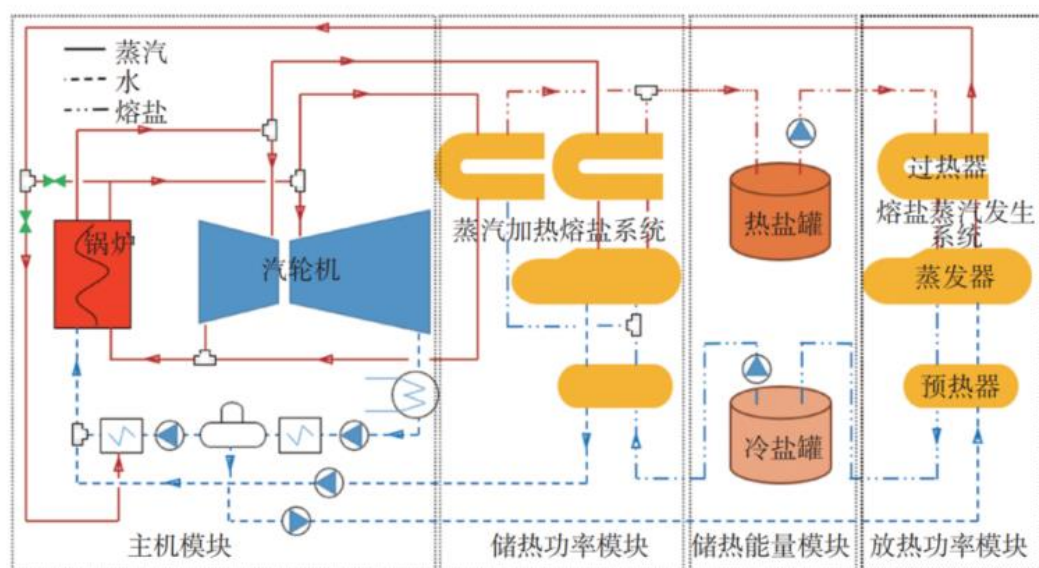 蒸汽
水
熔盐
锅炉
汽轮机
蒸汽加热熔盐系统
热盐罐
冷盐罐
过热器
熔盐蒸汽发生
系统
蒸发器
预热器
主机模块
储热功率模块
储热能量模块
放热功率模块